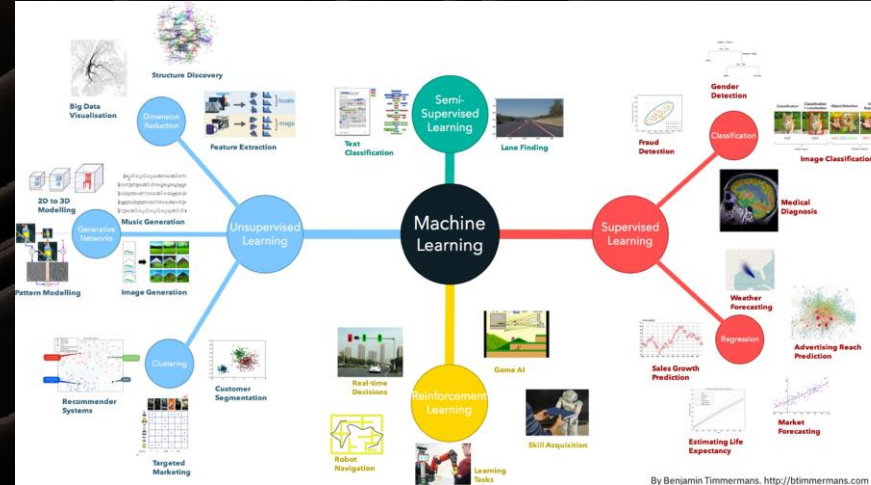 Structure Discovery
Big Data
Visualisation
Dimension
Reduction
Feature Extraction
boats
mugs
2D to 3D
Modelling
Music Generation
Generative
Networks
Pattern Modelling
Image Generation
Unsupervised
Learning
Clustering
Customer
Segmentation
Recommender
Systems
Targeted
Marketing
Semi-
Supervised
Learning
Text
Classification
Lane Finding
Machine
Learning
Real-time
Decisions
Game AI
Reinforcement
Learning
Robot
Navigation
Skill Acquisition
Learning
Tasks
Gender
Detection
Fraud
Detection
Classification
Image Classification
Medical
Diagnosis
Supervised
Learning
Weather
Forecasting
Regression
Advertising Reach
Prediction
Sales Growth
Prediction
Market
Forecasting
Estimating Life
Expectancy
By Benjamin Timmermans. http://btimmermans.com